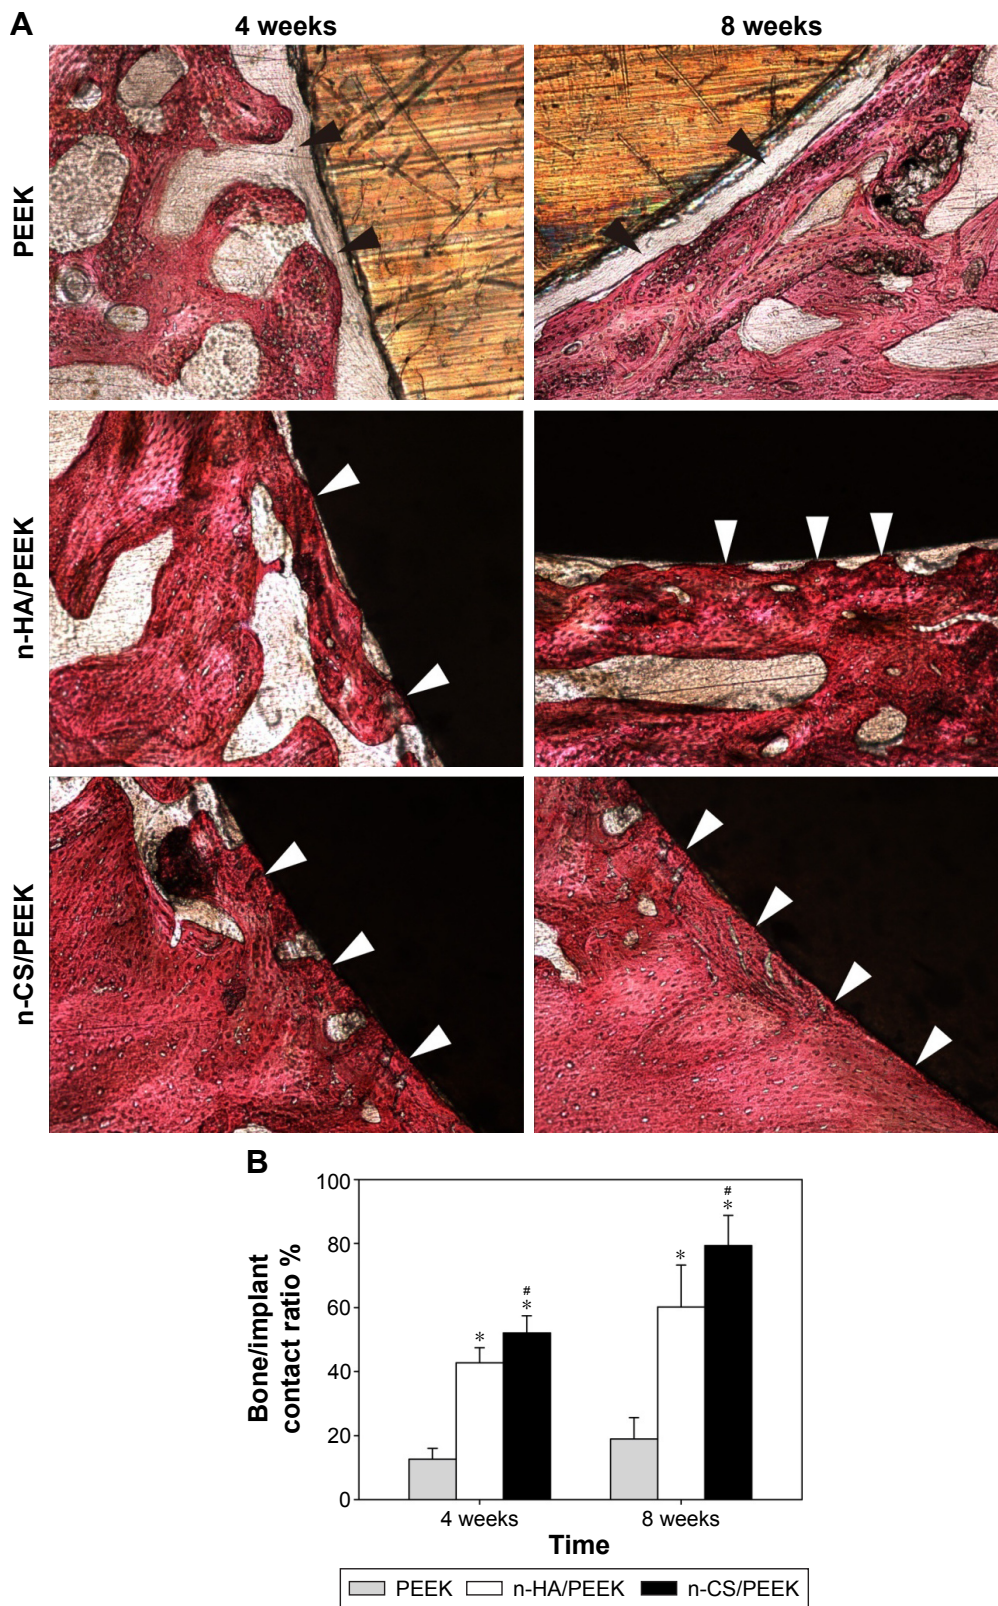 A
4 weeks
8 weeks
PEEK
n-HA/PEEK
n-CS/PEEK
B
Bone/implant
contact ratio %
100
80
60
40
20
0
*
#
*
*
#
*
4 weeks
8 weeks
Time
PEEK
n-HA/PEEK
n-CS/PEEK